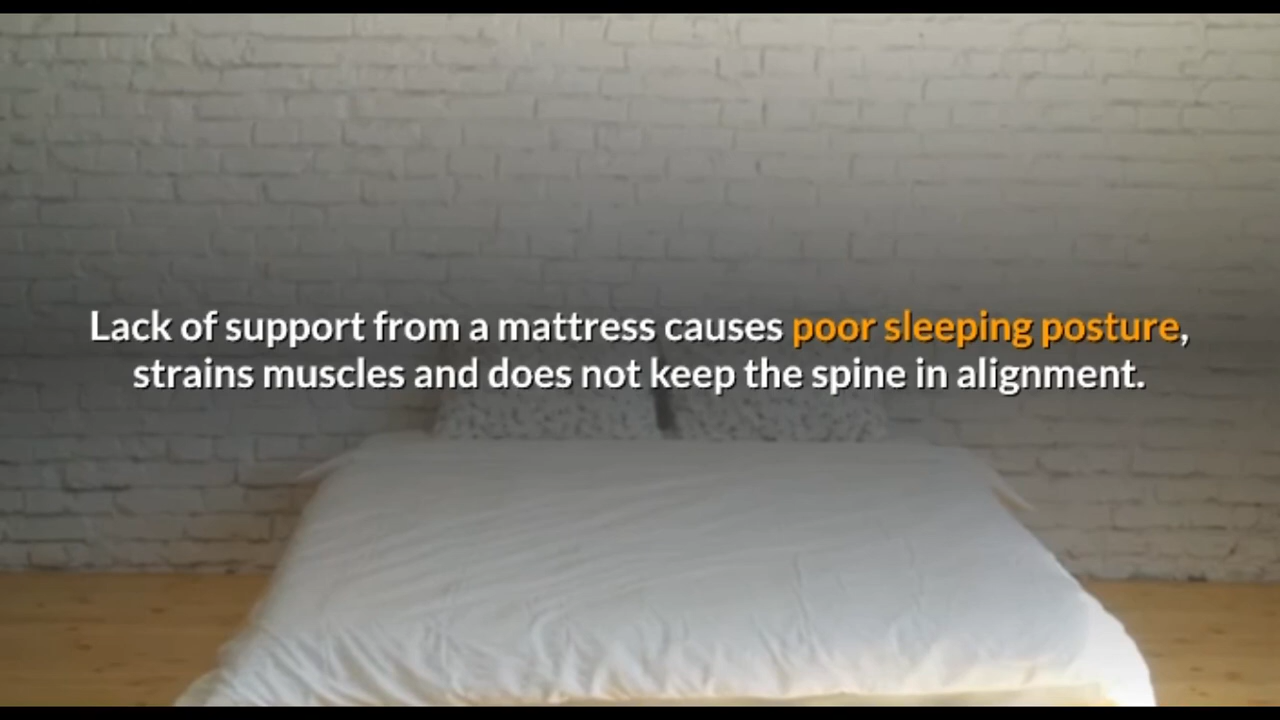 Lack of support from a mattress causes poor sleeping posture,
strains muscles and does not keep the spine in alignment.